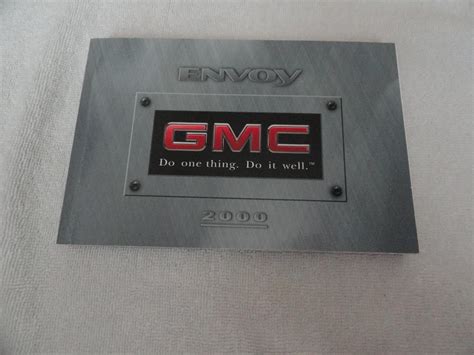 ENVOY
GMC
Do one thing. Do it well.™
2000